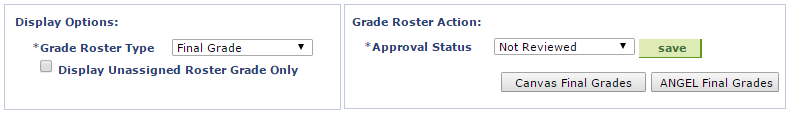 Display Options:
*Grade Roster Type Final Grade
Display Unassigned Roster Grade Only
Grade Roster Action:
*Approval Status Not Reviewed save
Canvas Final Grades ANGEL Final Grades